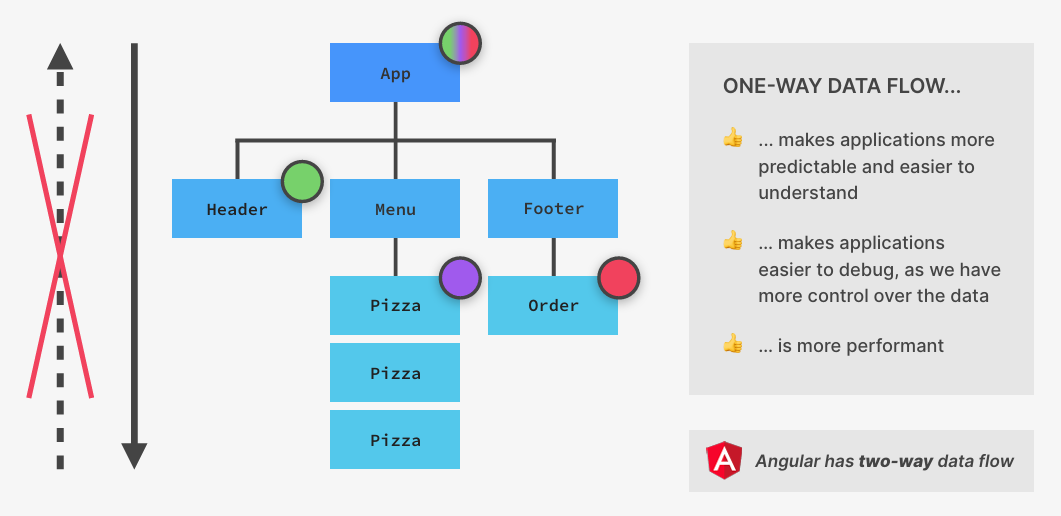 App
Header
Menu
Footer
Pizza
Order
Pizza
Pizza
ONE-WAY DATA FLOW...
... makes applications more
predictable and easier to
understand
... makes applications
easier to debug, as we have
more control over the data
... is more performant
A
Angular has two-way data flow